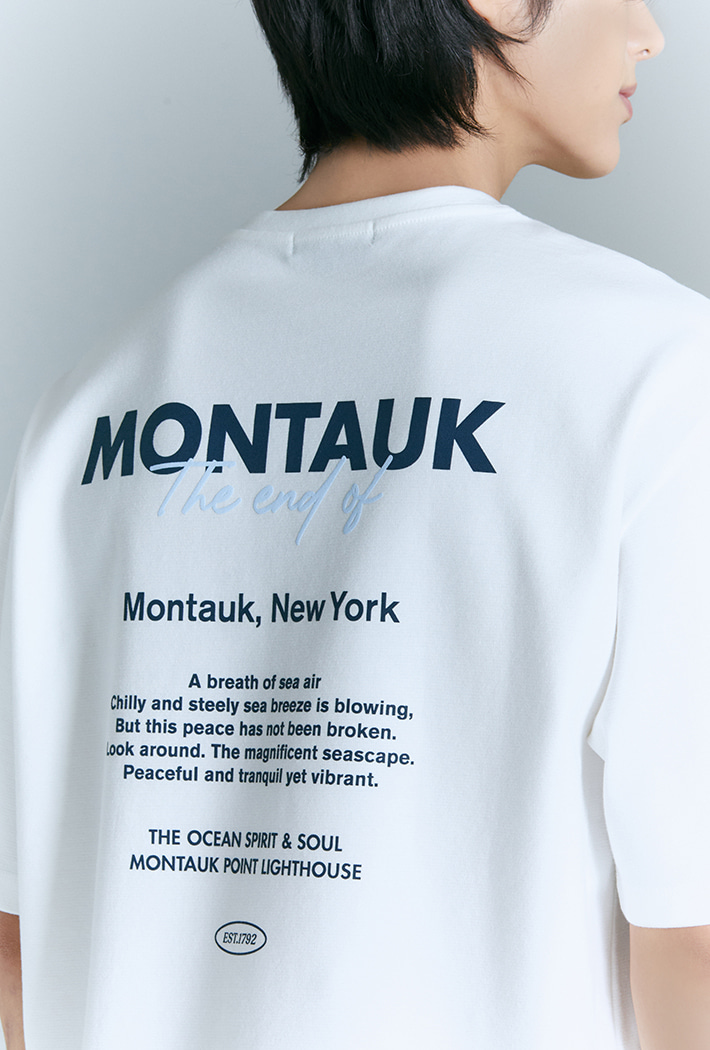 MONTAUK
The end of
Montauk, New York
A breath of sea air
Chilly and steely sea breeze is blowing,
But this peace has not been broken.
Look around. The magnificent seascape.
Peaceful and tranquil yet vibrant.
THE OCEAN SPIRIT & SOUL
MONTAUK POINT LIGHTHOUSE
EST.1792